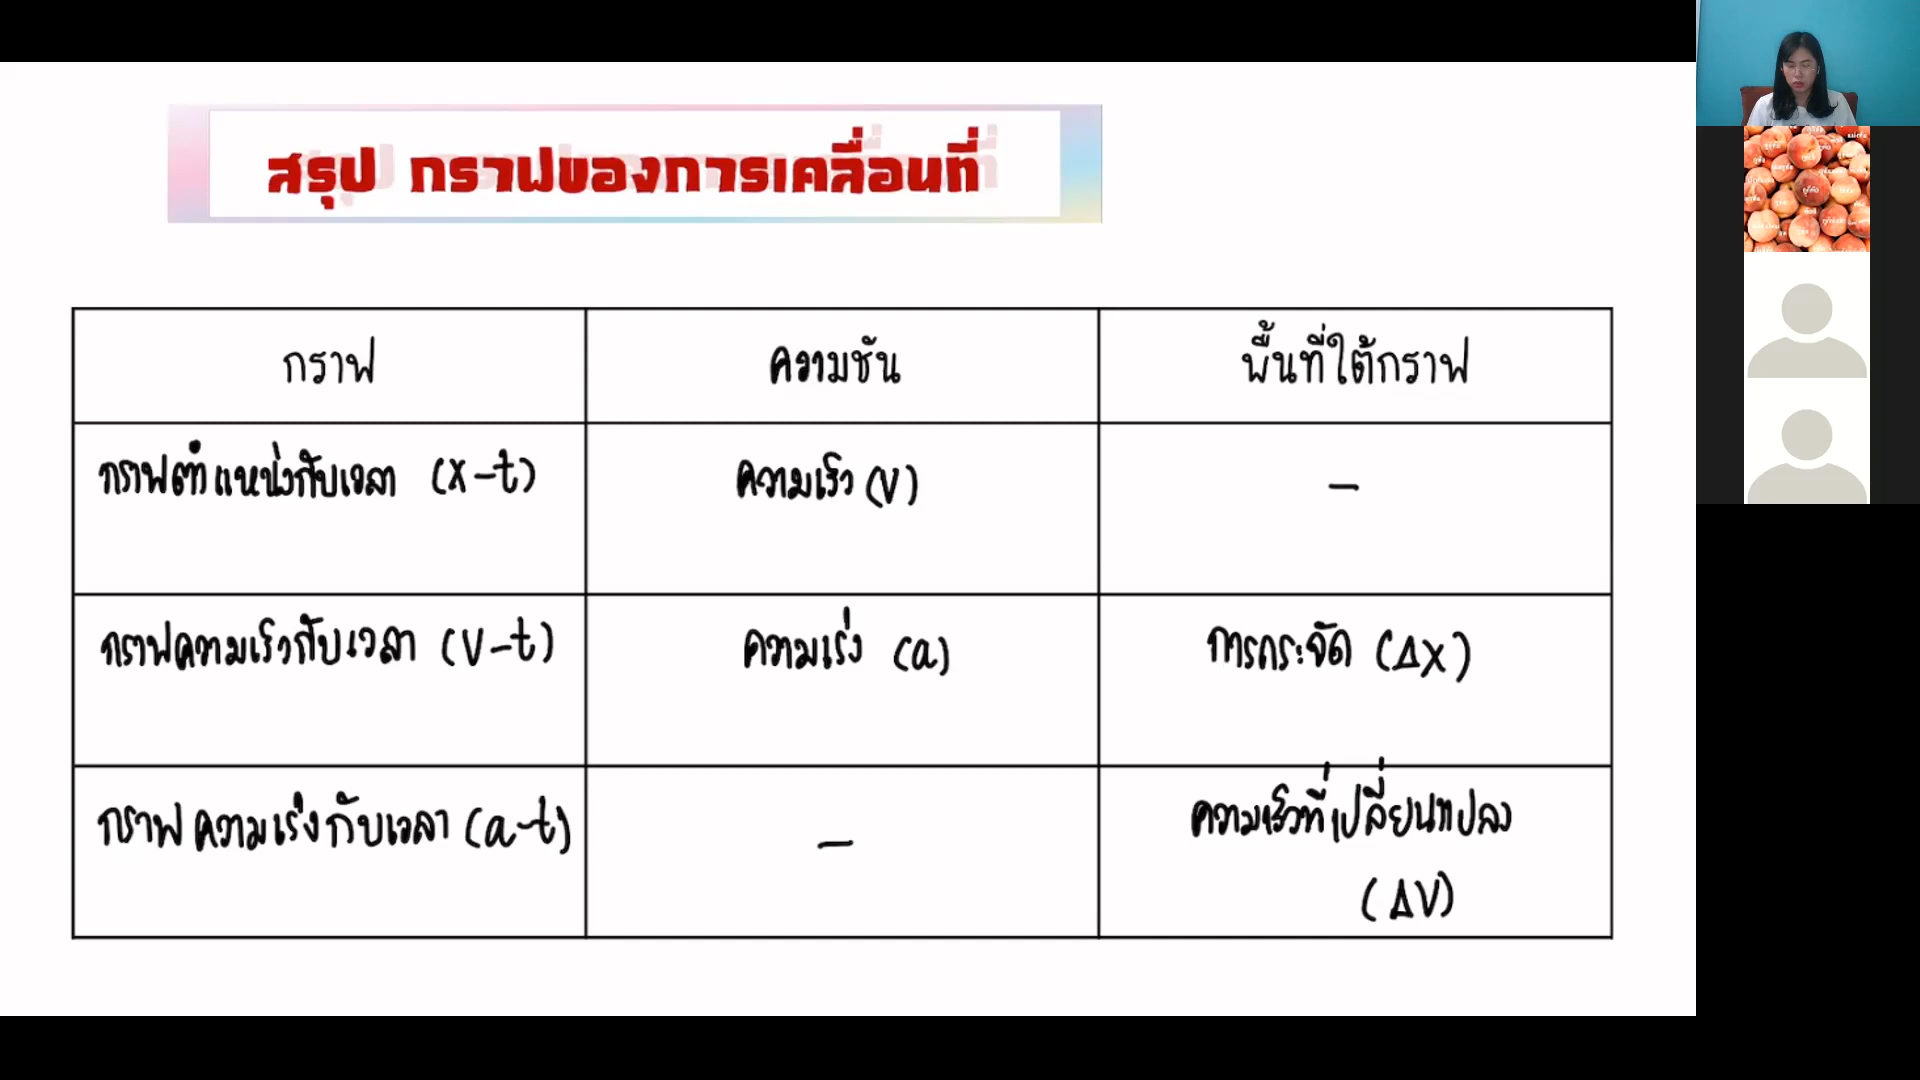 สรุป กราฟของการเคลื่อนที่
กราฟ ความชัน พื้นที่ใต้กราฟ
กราฟตำแหน่งกับเวลา (x-t) ความเร็ว (v) -
กราฟความเร็วกับเวลา (v-t) ความเร่ง (a) การกระจัด (Δx)
กราฟความเร่งกับเวลา (a-t) - ความเร็วที่เปลี่ยนแปลง
(Δv)